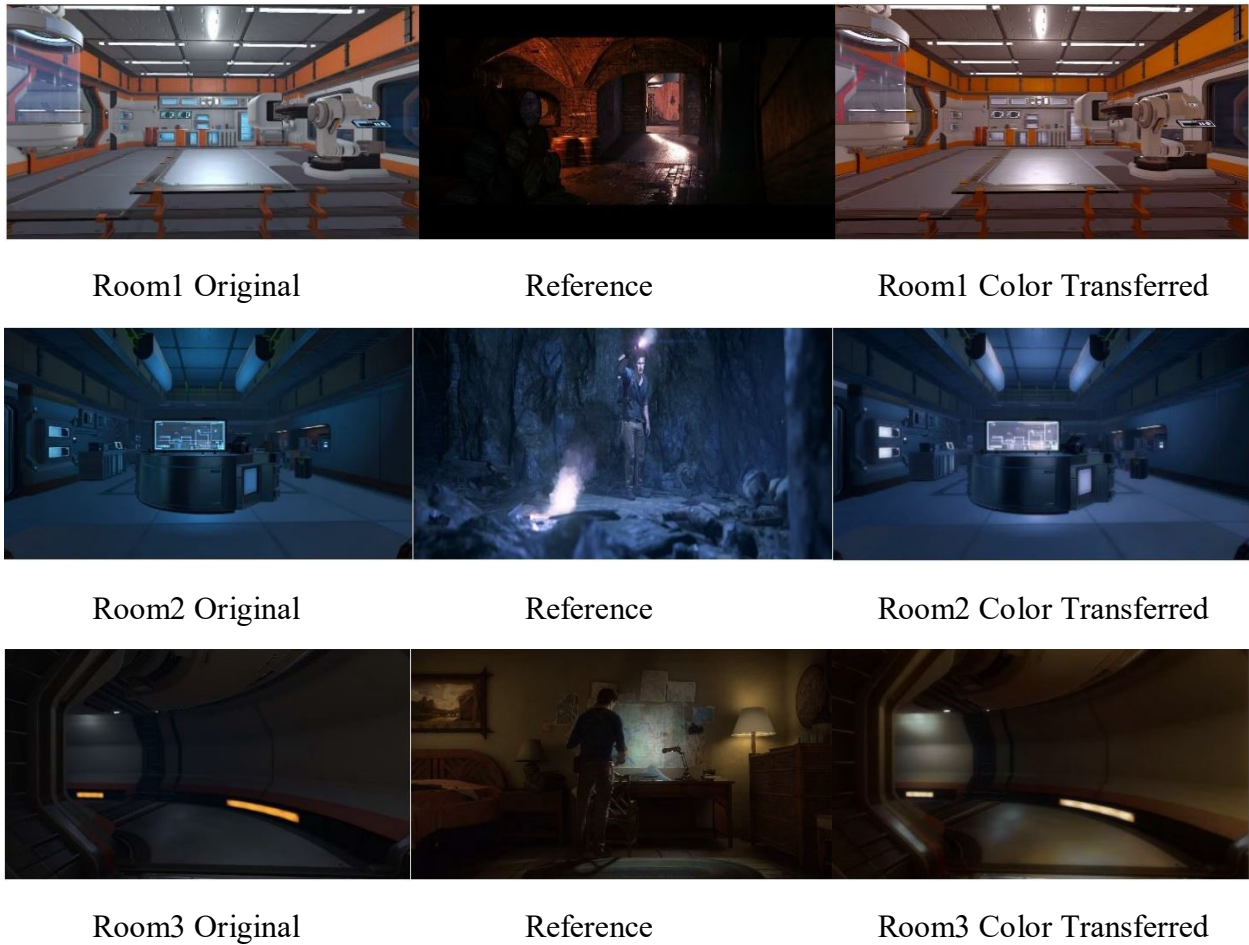 Room1 Original Reference Room1 Color Transferred
Room2 Original Reference Room2 Color Transferred
Room3 Original Reference Room3 Color Transferred